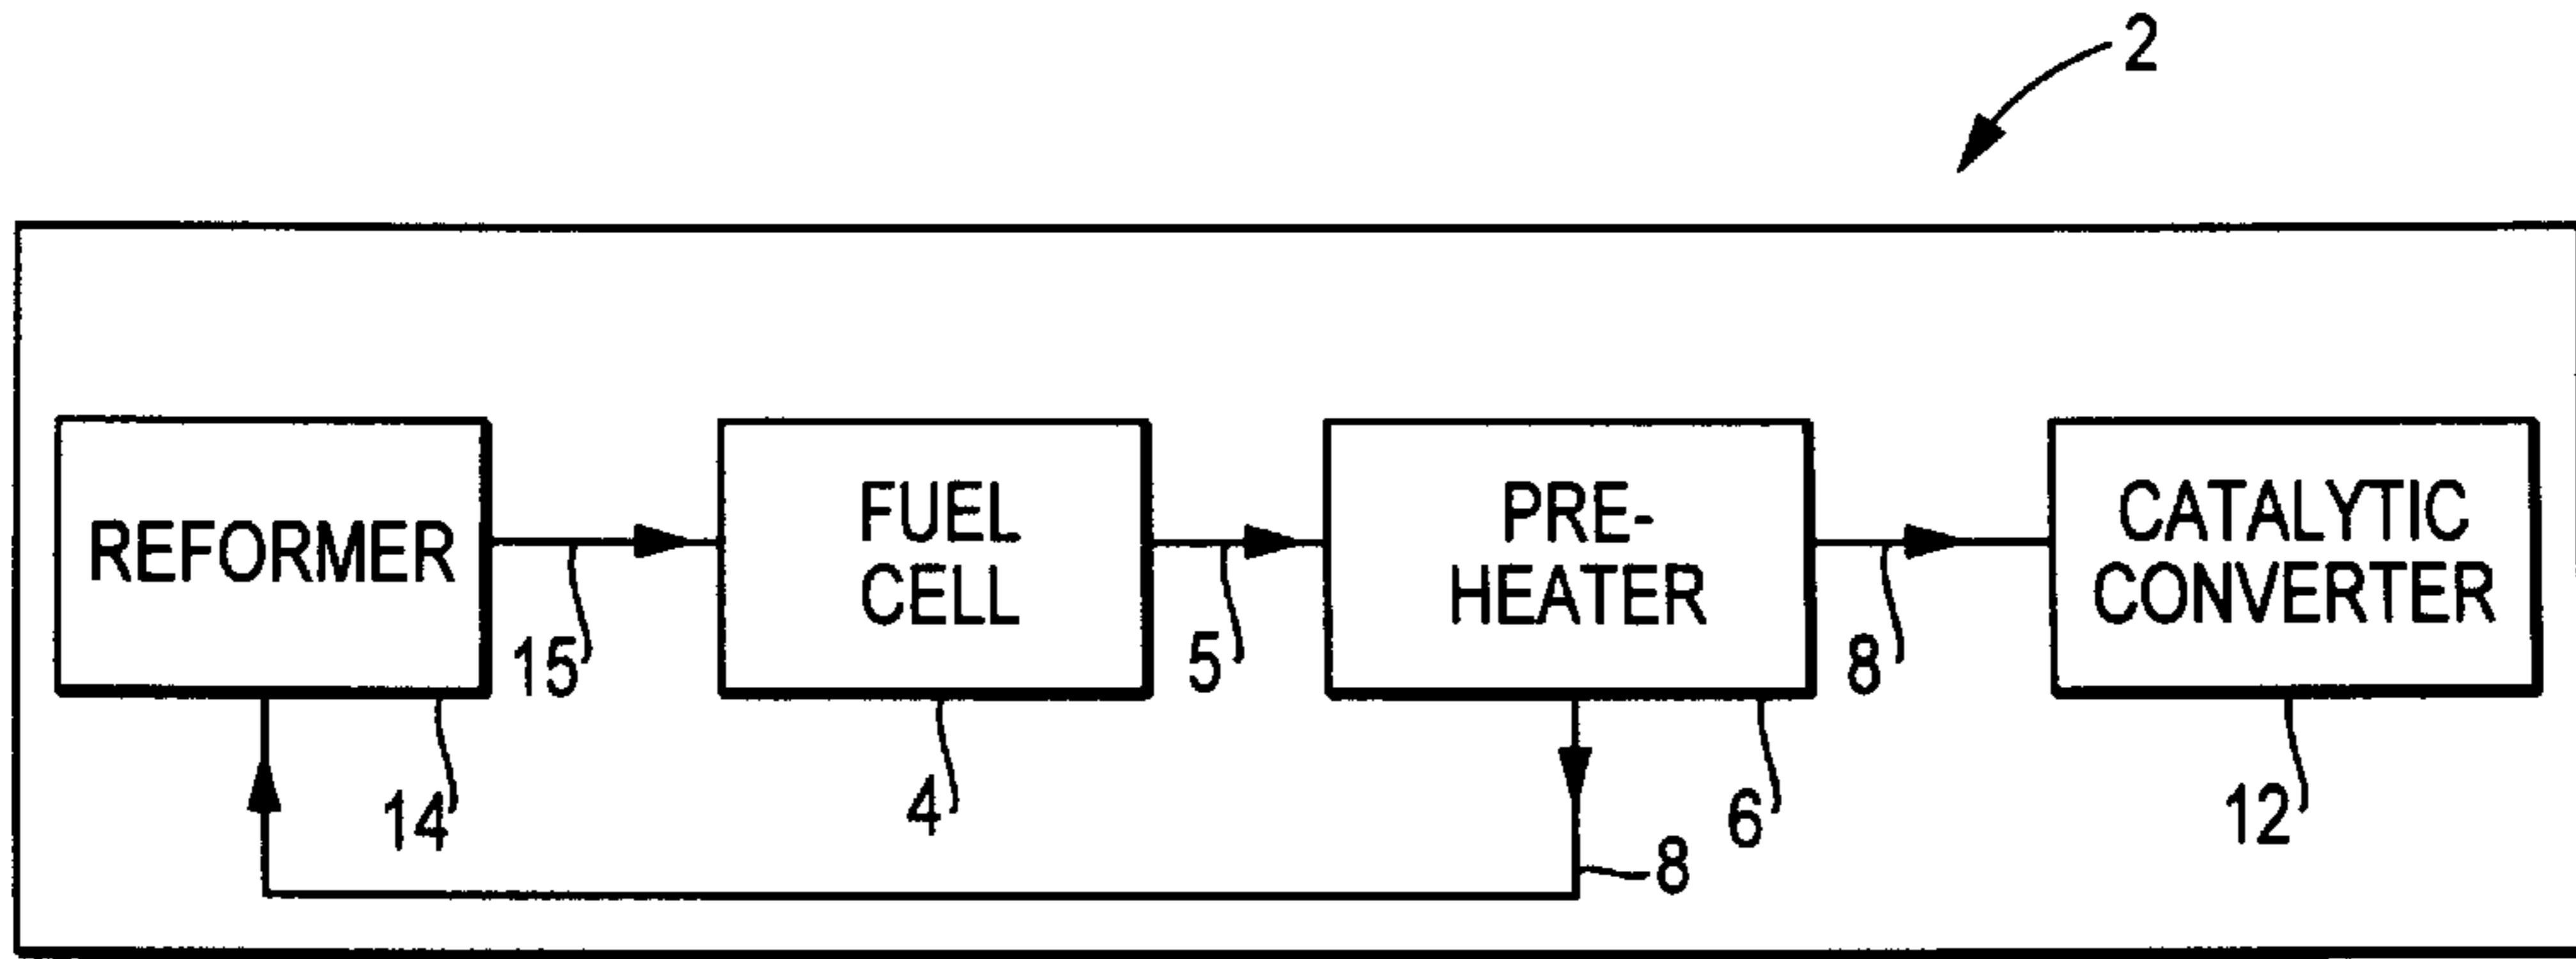 2
REFORMER
FUEL
CELL
PRE-
HEATER
CATALYTIC
CONVERTER
15
5
8
14
4
6
12
8